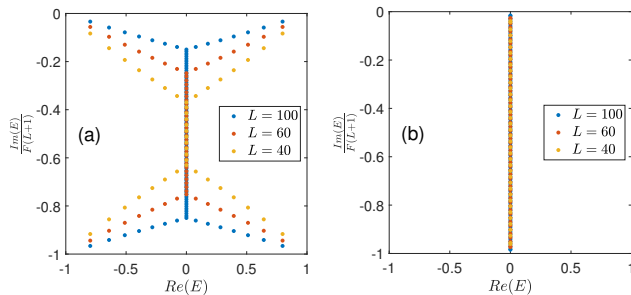 0
-0.2
-0.4
-0.6
-0.8
-1
Im(E)
F(L+1)
(a)
L = 100
L = 60
L = 40
-1
-0.5
0
0.5
1
Re(E)
0
-0.2
-0.4
-0.6
-0.8
-1
Im(E)
F(L+1)
(b)
L = 100
L = 60
L = 40
-1
-0.5
0
0.5
1
Re(E)